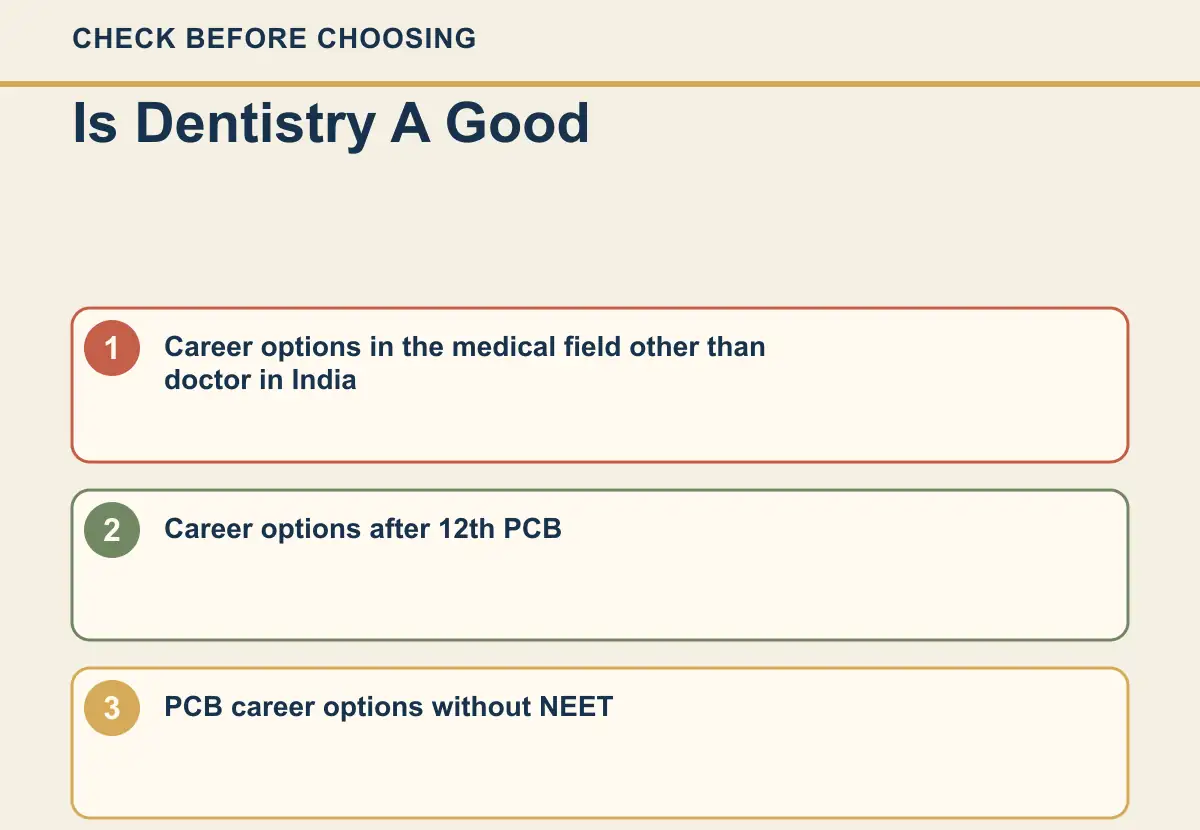 CHECK BEFORE CHOOSING
Is Dentistry A Good
1
Career options in the medical field other than
doctor in India
2
Career options after 12th PCB
3
PCB career options without NEET